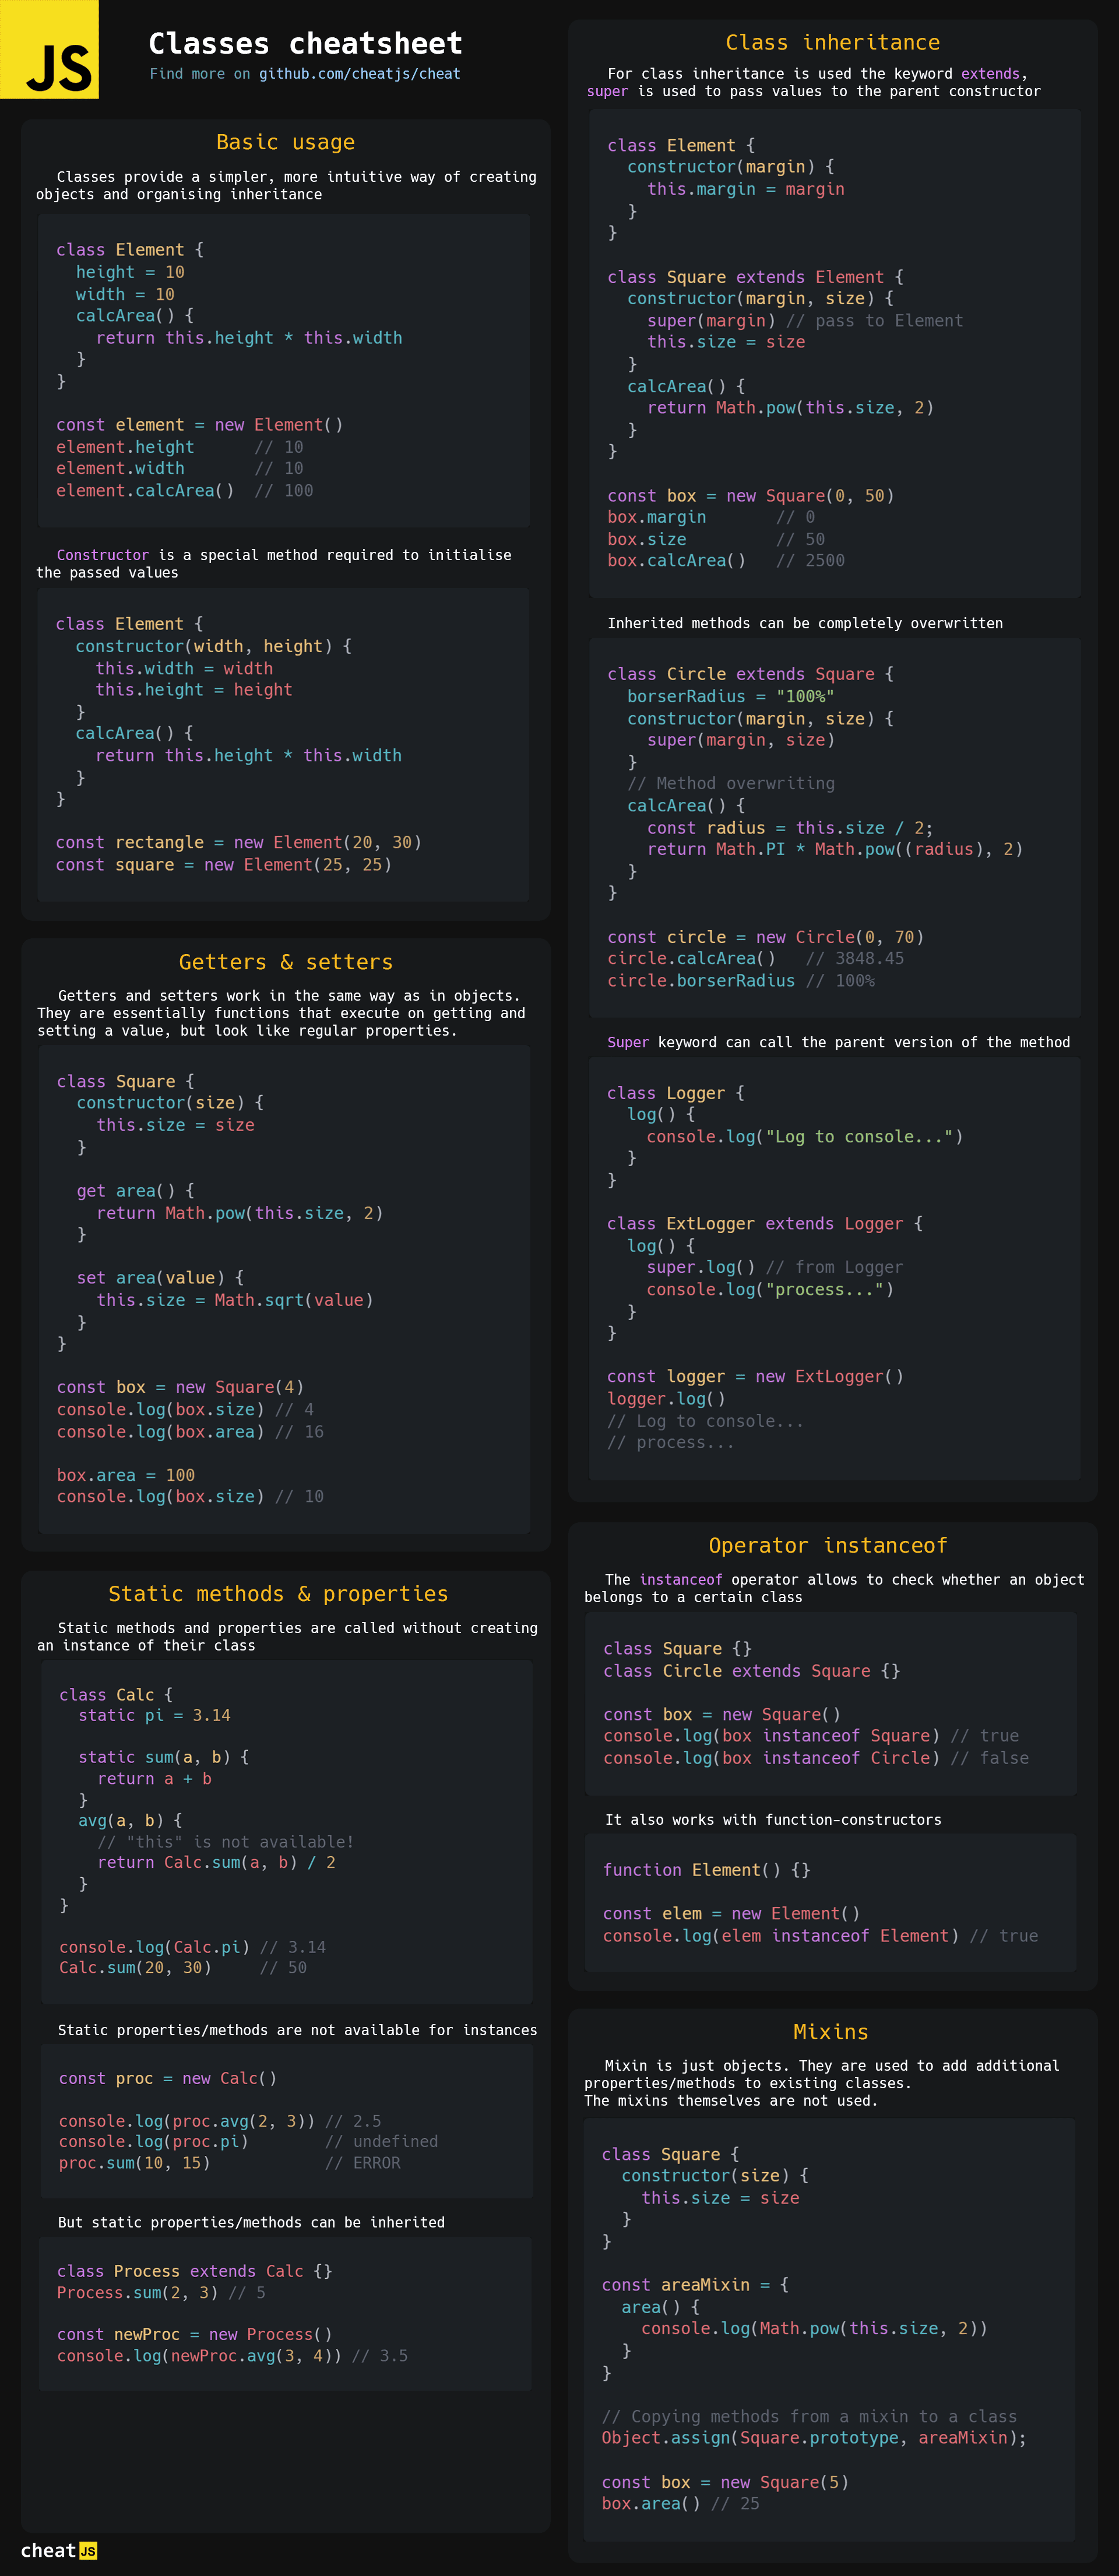 JS
Classes cheatsheet
Find more on github.com/cheatjs/cheat
Basic usage
Classes provide a simpler, more intuitive way of creating
objects and organising inheritance
class Element {
  height = 10
  width = 10
  calcArea() {
    return this.height * this.width
  }
}
const element = new Element()
element.height      // 10
element.width       // 10
element.calcArea()  // 100
Constructor is a special method required to initialise
the passed values
class Element {
  constructor(width, height) {
    this.width = width
    this.height = height
  }
  calcArea() {
    return this.height * this.width
  }
}
const rectangle = new Element(20, 30)
const square = new Element(25, 25)
Getters & setters
Getters and setters work in the same way as in objects.
They are essentially functions that execute on getting and
setting a value, but look like regular properties.
class Square {
  constructor(size) {
    this.size = size
  }
  get area() {
    return Math.pow(this.size, 2)
  }
  set area(value) {
    this.size = Math.sqrt(value)
  }
}
const box = new Square(4)
console.log(box.size) // 4
console.log(box.area) // 16
box.area = 100
console.log(box.size) // 10
Static methods & properties
Static methods and properties are called without creating
an instance of their class
class Calc {
  static pi = 3.14
  static sum(a, b) {
    return a + b
  }
  avg(a, b) {
    // "this" is not available!
    return Calc.sum(a, b) / 2
  }
}
console.log(Calc.pi) // 3.14
Calc.sum(20, 30)     // 50
Static properties/methods are not available for instances
const proc = new Calc()
console.log(proc.avg(2, 3)) // 2.5
console.log(proc.pi)        // undefined
proc.sum(10, 15)            // ERROR
But static properties/methods can be inherited
class Process extends Calc {}
Process.sum(2, 3) // 5
const newProc = new Process()
console.log(newProc.avg(3, 4)) // 3.5
cheat JS
Class inheritance
For class inheritance is used the keyword extends,
super is used to pass values to the parent constructor
class Element {
  constructor(margin) {
    this.margin = margin
  }
}
class Square extends Element {
  constructor(margin, size) {
    super(margin) // pass to Element
    this.size = size
  }
  calcArea() {
    return Math.pow(this.size, 2)
  }
}
const box = new Square(0, 50)
box.margin       // 0
box.size         // 50
box.calcArea()   // 2500
Inherited methods can be completely overwritten
class Circle extends Square {
  borserRadius = "100%"
  constructor(margin, size) {
    super(margin, size)
  }
  // Method overwriting
  calcArea() {
    const radius = this.size / 2;
    return Math.PI * Math.pow((radius), 2)
  }
}
const circle = new Circle(0, 70)
circle.calcArea()   // 3848.45
circle.borserRadius // 100%
Super keyword can call the parent version of the method
class Logger {
  log() {
    console.log("Log to console...")
  }
}
class ExtLogger extends Logger {
  log() {
    super.log() // from Logger
    console.log("process...")
  }
}
const logger = new ExtLogger()
logger.log()
// Log to console...
// process...
Operator instanceof
The instanceof operator allows to check whether an object
belongs to a certain class
class Square {}
class Circle extends Square {}
const box = new Square()
console.log(box instanceof Square) // true
console.log(box instanceof Circle) // false
It also works with function-constructors
function Element() {}
const elem = new Element()
console.log(elem instanceof Element) // true
Mixins
Mixin is just objects. They are used to add additional
properties/methods to existing classes.
The mixins themselves are not used.
class Square {
  constructor(size) {
    this.size = size
  }
}
const areaMixin = {
  area() {
    console.log(Math.pow(this.size, 2))
  }
}
// Copying methods from a mixin to a class
Object.assign(Square.prototype, areaMixin);
const box = new Square(5)
box.area() // 25